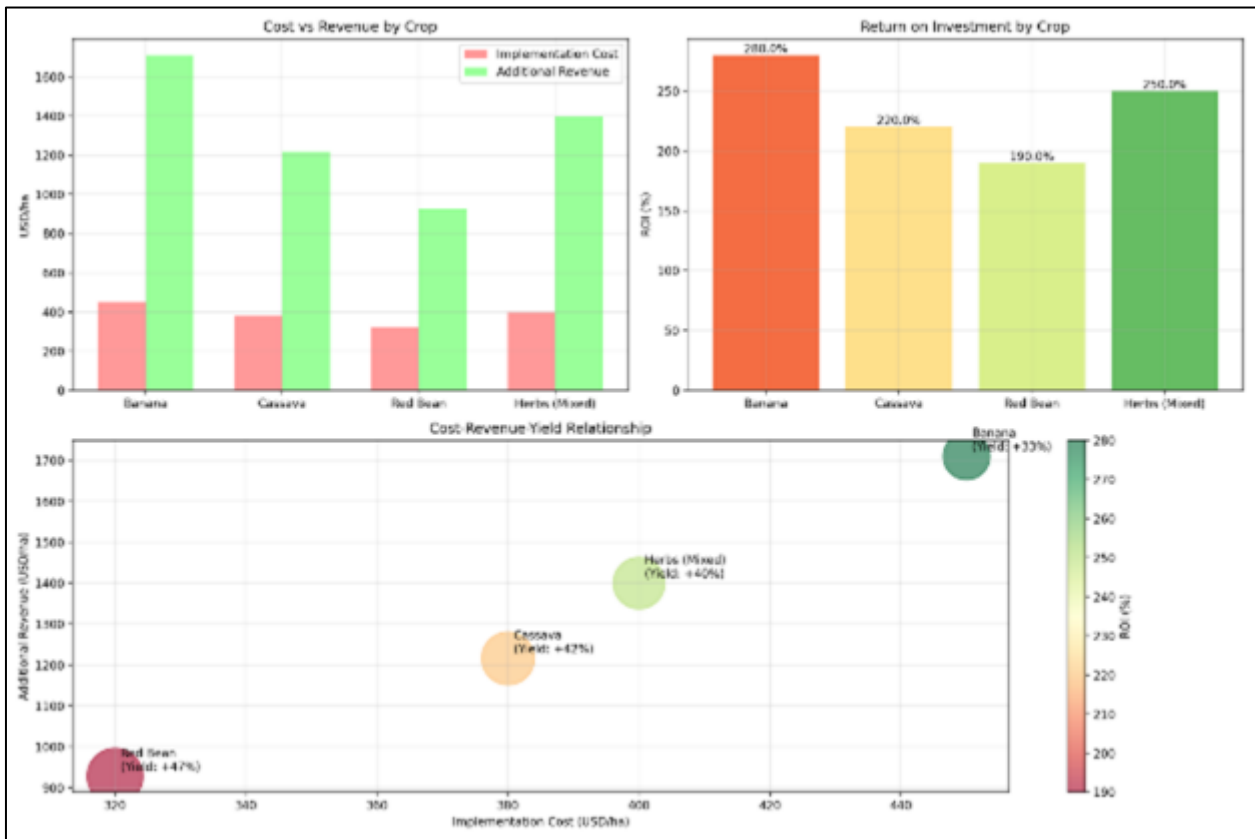 Cost vs Revenue by Crop
Implementation Cost
Additional Revenue
USD/ha
1600
1400
1200
1000
800
600
400
200
0
Banana
Cassava
Red Bean
Herbs (Mixed)
Return on Investment by Crop
280.0%
220.0%
190.0%
250.0%
ROI (%)
250
200
150
100
50
0
Banana
Cassava
Red Bean
Herbs (Mixed)
Cost-Revenue-Yield Relationship
Additional Revenue (USD/ha)
1700
1600
1500
1400
1300
1200
1100
1000
900
Banana
(Yield: +33%)
Herbs (Mixed)
(Yield: +40%)
Cassava
(Yield: +42%)
Red Bean
(Yield: +47%)
320
340
360
380
400
420
440
Implementation Cost (USD/ha)
280
270
260
250
240
230
220
210
200
190
ROI (%)